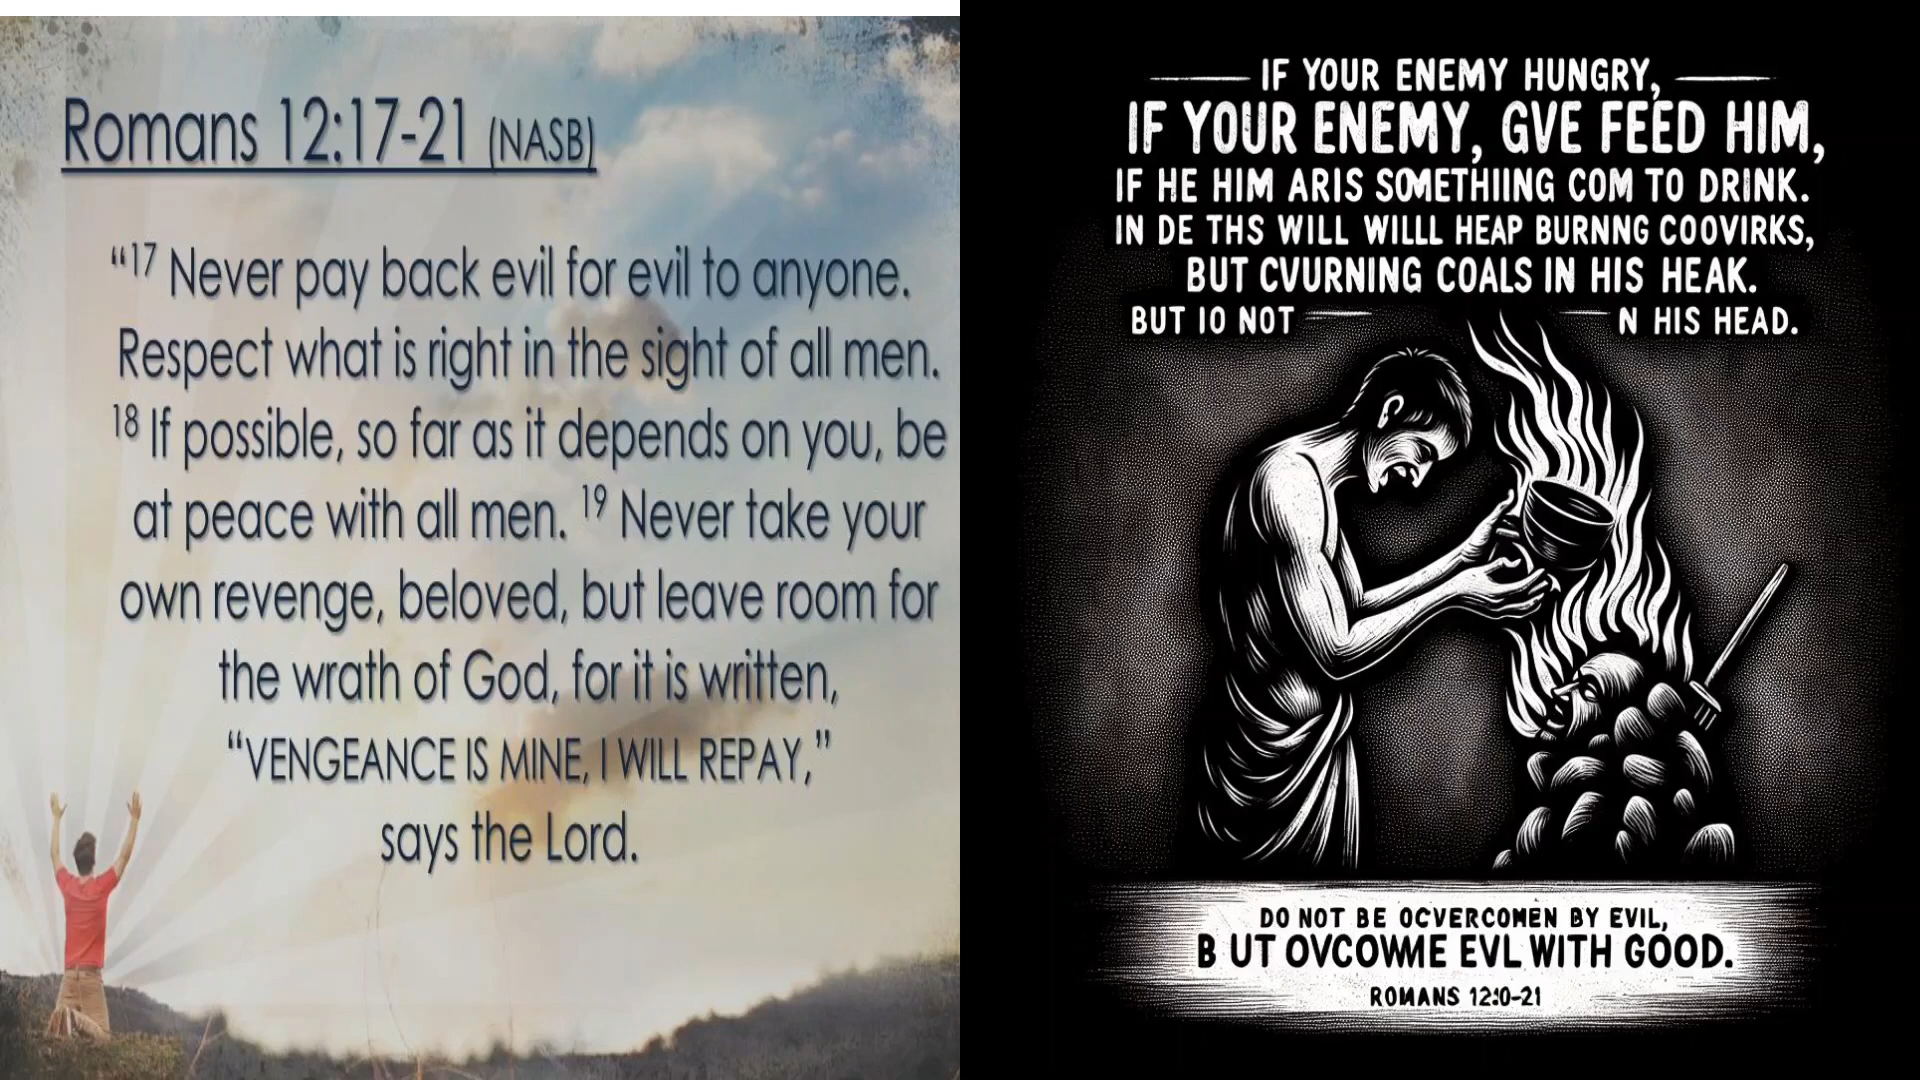 Romans 12:17-21 (NASB)
“17 Never pay back evil for evil to anyone.
Respect what is right in the sight of all men.
18 If possible, so far as it depends on you, be
at peace with all men. 19 Never take your
own revenge, beloved, but leave room for
the wrath of God, for it is written,
“VENGEANCE IS MINE, I WILL REPAY,”
says the Lord.
IF YOUR ENEMY HUNGRY,
IF YOUR ENEMY, GVE FEED HIM,
IF HE HIM ARIS SOMETHIING COM TO DRINK.
IN DE THS WILL WILLL HEAP BURNNG COOVIRKS,
BUT CVURNING COALS IN HIS HEAK.
BUT IO NOT N HIS HEAD.
DO NOT BE OCVERCOMEN BY EVIL,
B UT OVCOWME EVL WITH GOOD.
ROMANS 12:0-21